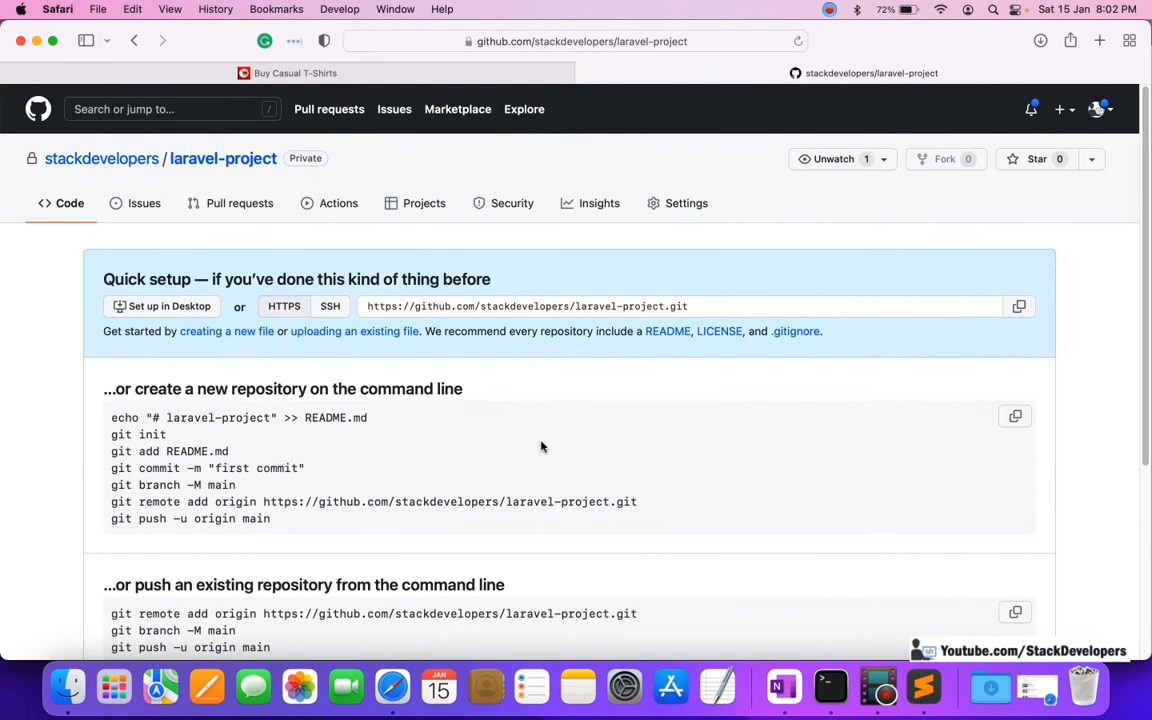 Safari File Edit View History Bookmarks Develop Window Help 72% Sat 15 Jan 8:02 PM
github.com/stackdevelopers/laravel-project
Buy Casual T-Shirts stackdevelopers/laravel-project
Search or jump to... / Pull requests Issues Marketplace Explore
stackdevelopers / laravel-project Private Unwatch 1 Fork 0 Star 0
<> Code Issues Pull requests Actions Projects Security Insights Settings
Quick setup — if you've done this kind of thing before
Set up in Desktop or HTTPS SSH https://github.com/stackdevelopers/laravel-project.git
Get started by creating a new file or uploading an existing file. We recommend every repository include a README, LICENSE, and .gitignore.
...or create a new repository on the command line
echo "# laravel-project" >> README.md
git init
git add README.md
git commit -m "first commit"
git branch -M main
git remote add origin https://github.com/stackdevelopers/laravel-project.git
git push -u origin main
...or push an existing repository from the command line
git remote add origin https://github.com/stackdevelopers/laravel-project.git
git branch -M main
git push -u origin main
Youtube.com/StackDevelopers
JAN
15